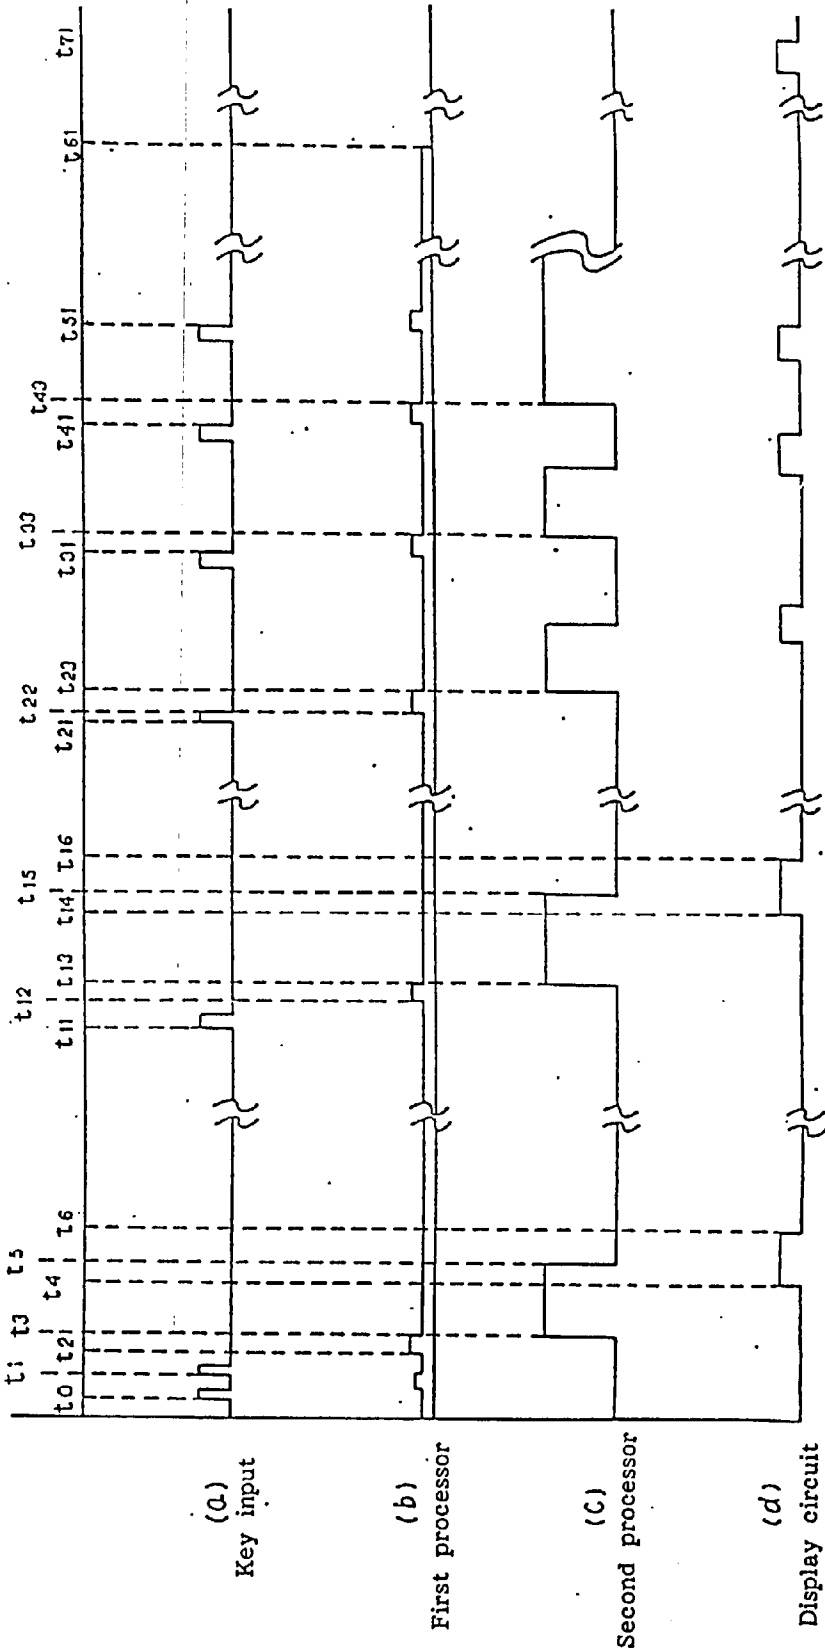 t0 t1 t2 t3 t4 t5 t6 t11 t12 t13 t14 t15 t16 t21 t22 t23 t31 t33 t41 t43 t51 t61 t71
(a)
Key input
(b)
First processor
(c)
Second processor
(d)
Display circuit